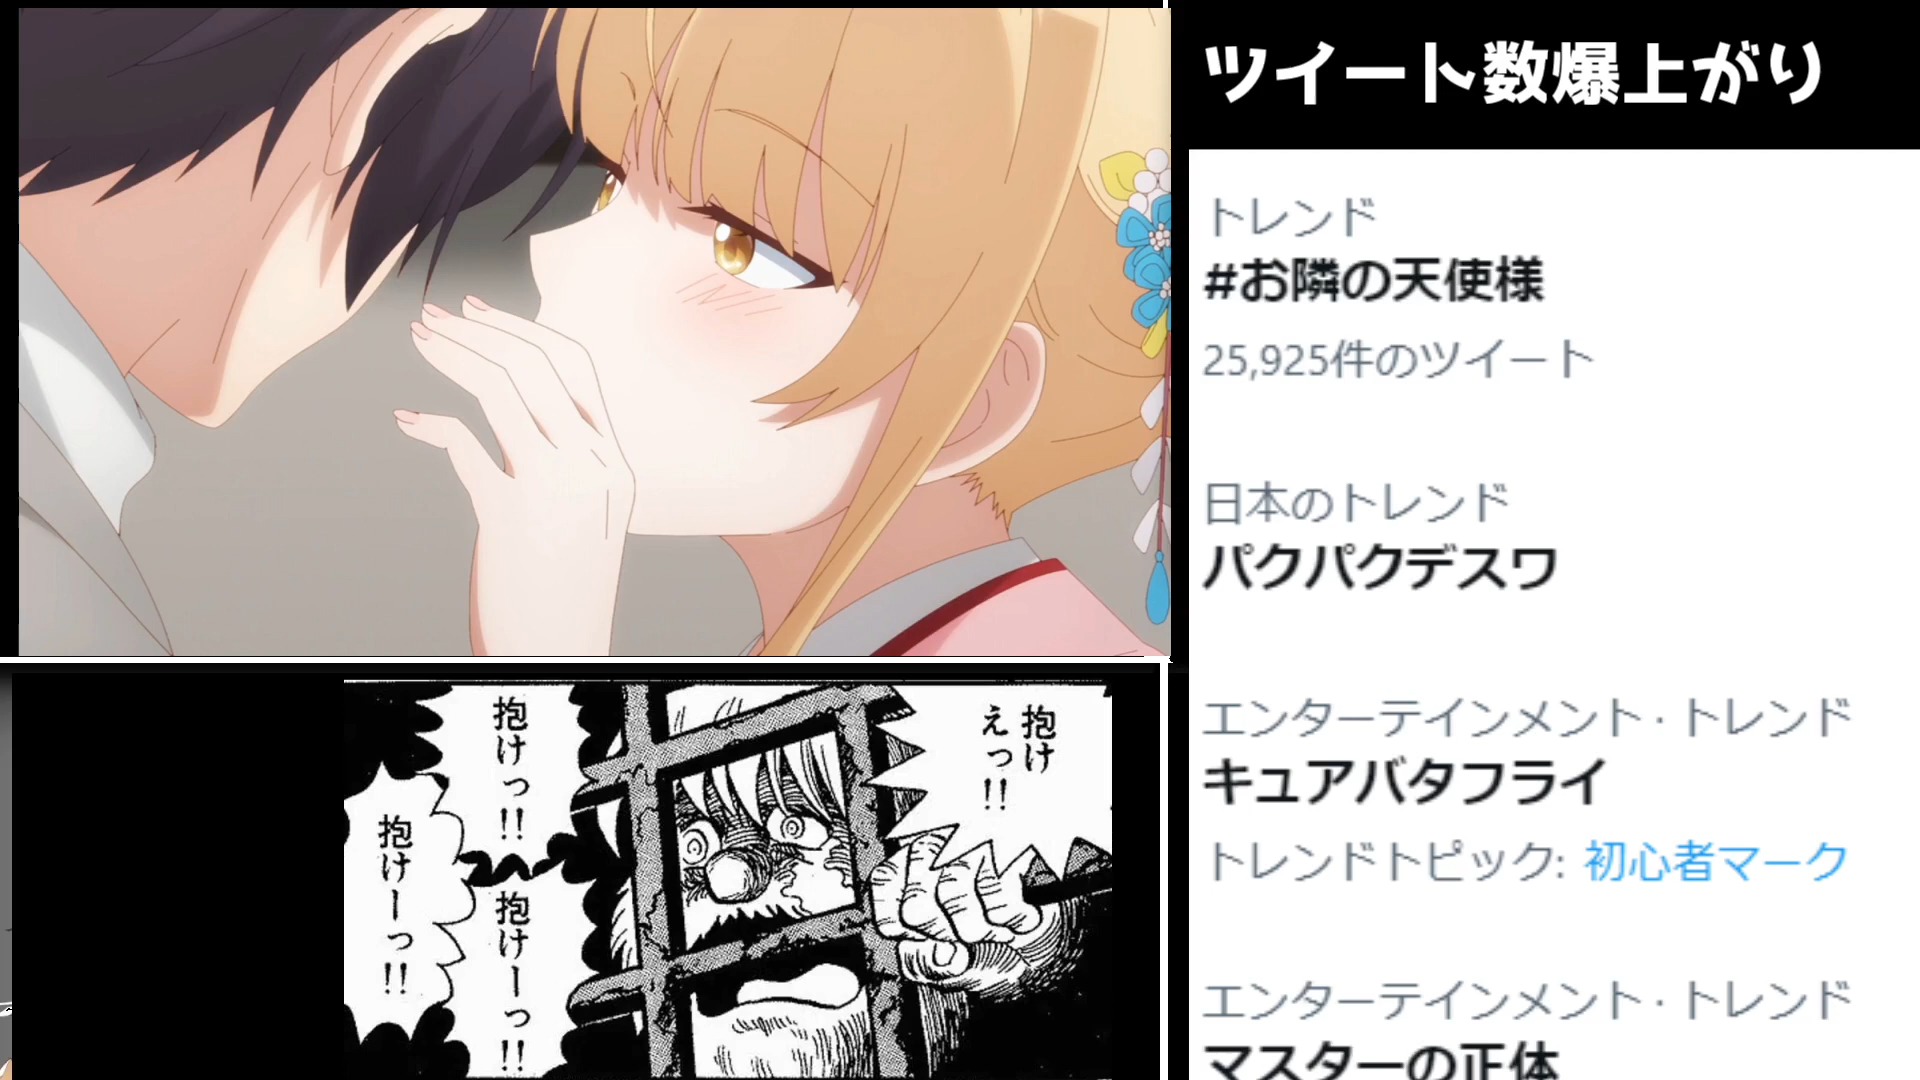 ツイート数爆上がり
トレンド
#お隣の天使様
25,925件のツイート
日本のトレンド
パクパクデスワ
エンターテインメント・トレンド
キュアバタフライ
トレンドトピック: 初心者マーク
エンターテインメント・トレンド
マスターの正体
抱け
えっ!!
抱けっ!!
抱けーっ!!
抱けーっ!!